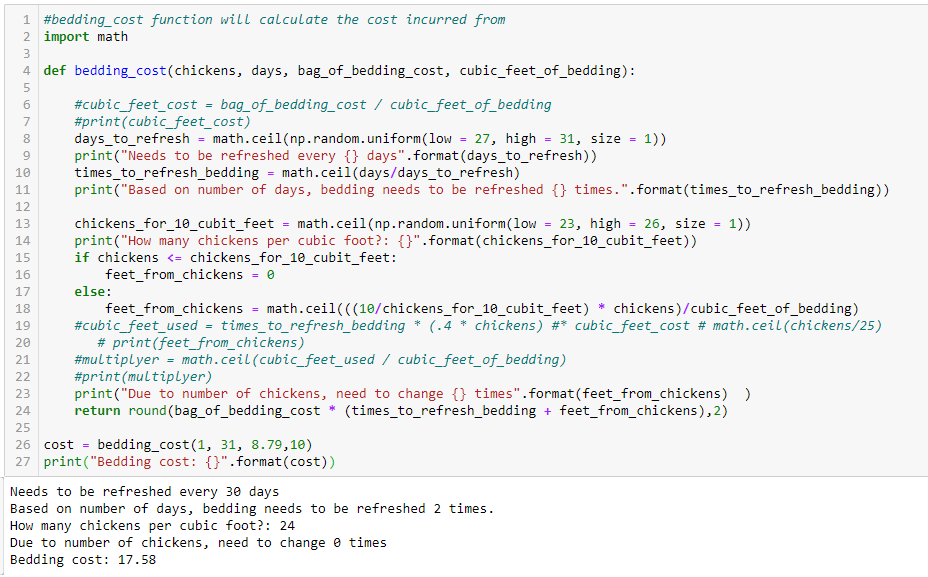 1 #bedding_cost function will calculate the cost incurred from
2 import math
3
4 def bedding_cost(chickens, days, bag_of_bedding_cost, cubic_feet_of_bedding):
5
6     #cubic_feet_cost = bag_of_bedding_cost / cubic_feet_of_bedding
7     #print(cubic_feet_cost)
8     days_to_refresh = math.ceil(np.random.uniform(low = 27, high = 31, size = 1))
9     print("Needs to be refreshed every {} days".format(days_to_refresh))
10     times_to_refresh_bedding = math.ceil(days/days_to_refresh)
11     print("Based on number of days, bedding needs to be refreshed {} times.".format(times_to_refresh_bedding))
12
13     chickens_for_10_cubit_feet = math.ceil(np.random.uniform(low = 23, high = 26, size = 1))
14     print("How many chickens per cubic foot?: {}".format(chickens_for_10_cubit_feet))
15     if chickens <= chickens_for_10_cubit_feet:
16         feet_from_chickens = 0
17     else:
18         feet_from_chickens = math.ceil(((10/chickens_for_10_cubit_feet) * chickens)/cubic_feet_of_bedding)
19     #cubic_feet_used = times_to_refresh_bedding * (.4 * chickens) #* cubic_feet_cost # math.ceil(chickens/25)
20        # print(feet_from_chickens)
21     #multiplyer = math.ceil(cubic_feet_used / cubic_feet_of_bedding)
22     #print(multiplyer)
23     print("Due to number of chickens, need to change {} times".format(feet_from_chickens)  )
24     return round(bag_of_bedding_cost * (times_to_refresh_bedding + feet_from_chickens),2)
25
26 cost = bedding_cost(1, 31, 8.79,10)
27 print("Bedding cost: {}".format(cost))
Needs to be refreshed every 30 days
Based on number of days, bedding needs to be refreshed 2 times.
How many chickens per cubic foot?: 24
Due to number of chickens, need to change 0 times
Bedding cost: 17.58